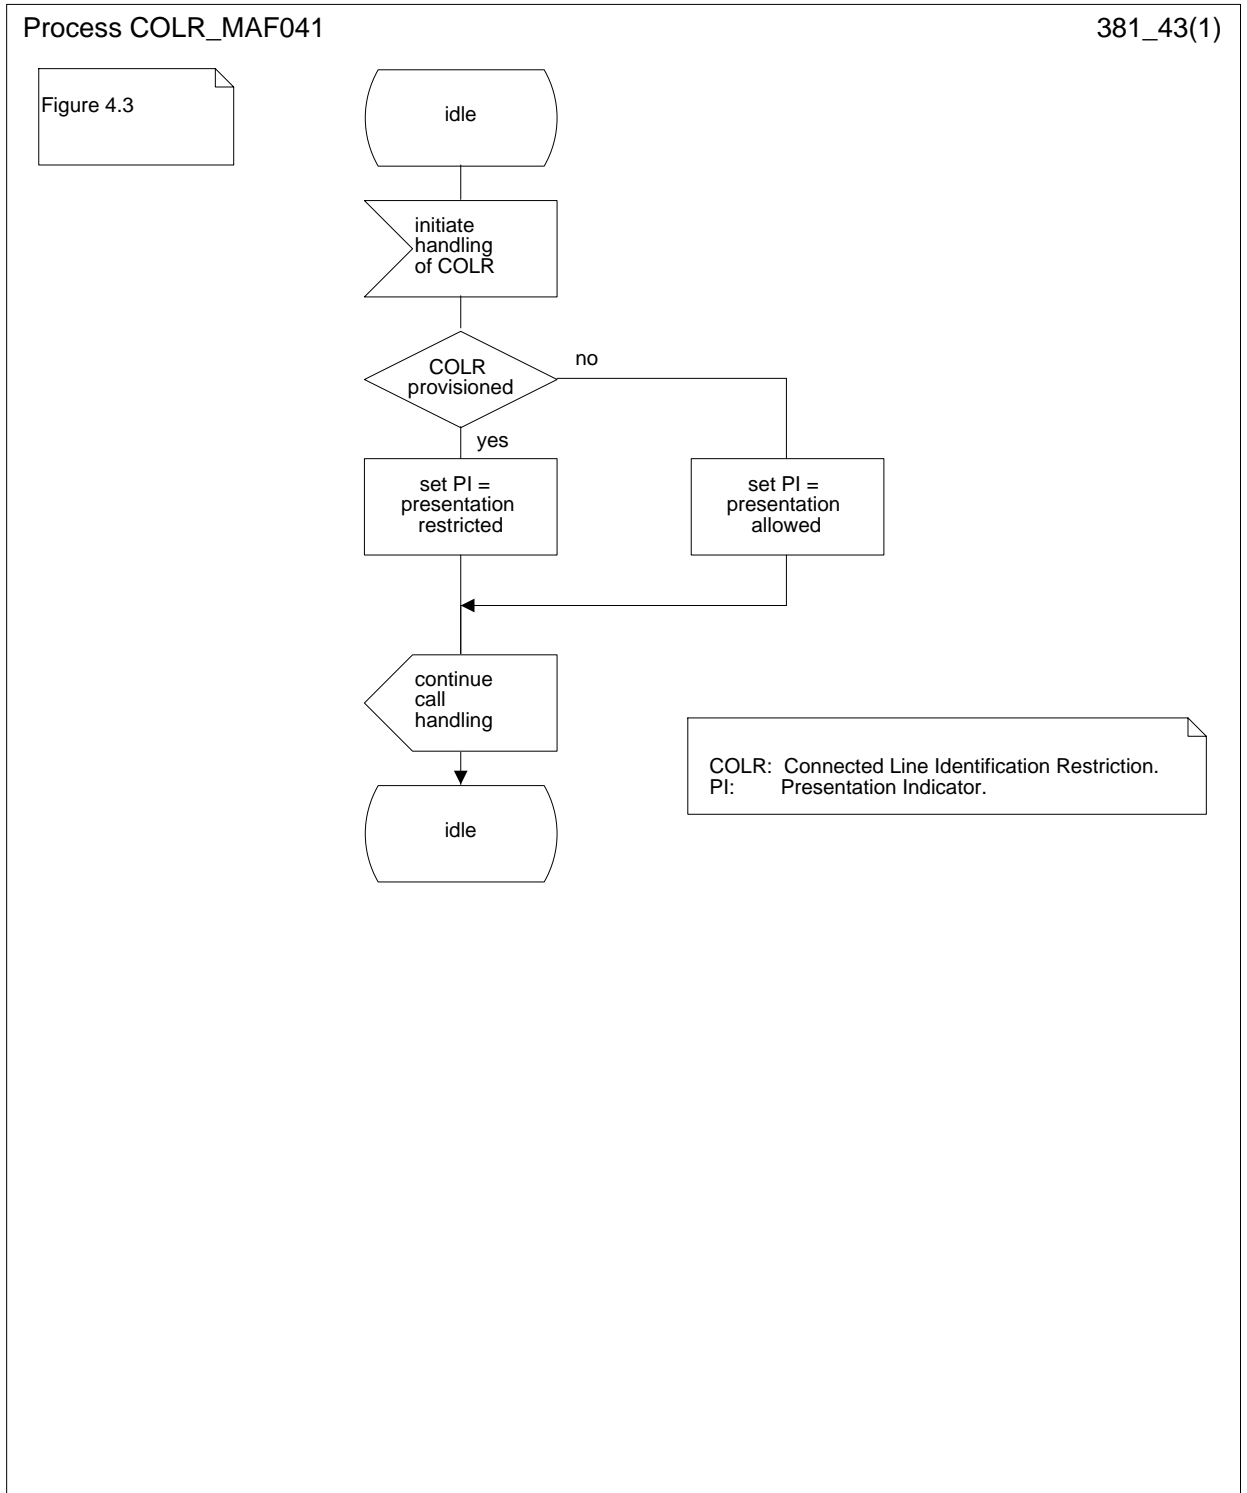 Process COLR_MAF041
381_43(1)
Figure 4.3
idle
initiate
handling
of COLR
COLR
provisioned
no
yes
set PI =
presentation
restricted
set PI =
presentation
allowed
continue
call
handling
COLR:  Connected Line Identification Restriction.
PI:        Presentation Indicator.
idle